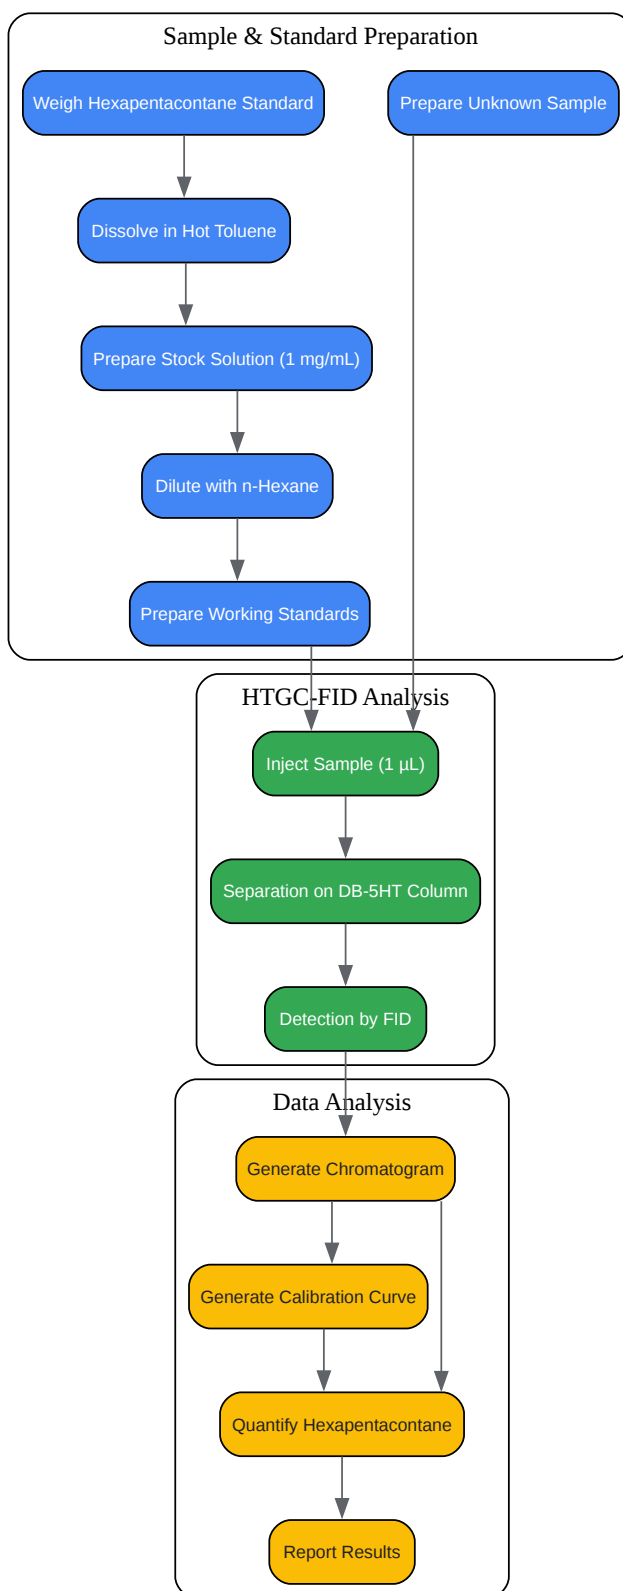 Sample & Standard Preparation
Weigh Hexapentacontane Standard
Prepare Unknown Sample
Dissolve in Hot Toluene
Prepare Stock Solution (1 mg/mL)
Dilute with n-Hexane
Prepare Working Standards
HTGC-FID Analysis
Inject Sample (1 µL)
Separation on DB-5HT Column
Detection by FID
Data Analysis
Generate Chromatogram
Generate Calibration Curve
Quantify Hexapentacontane
Report Results